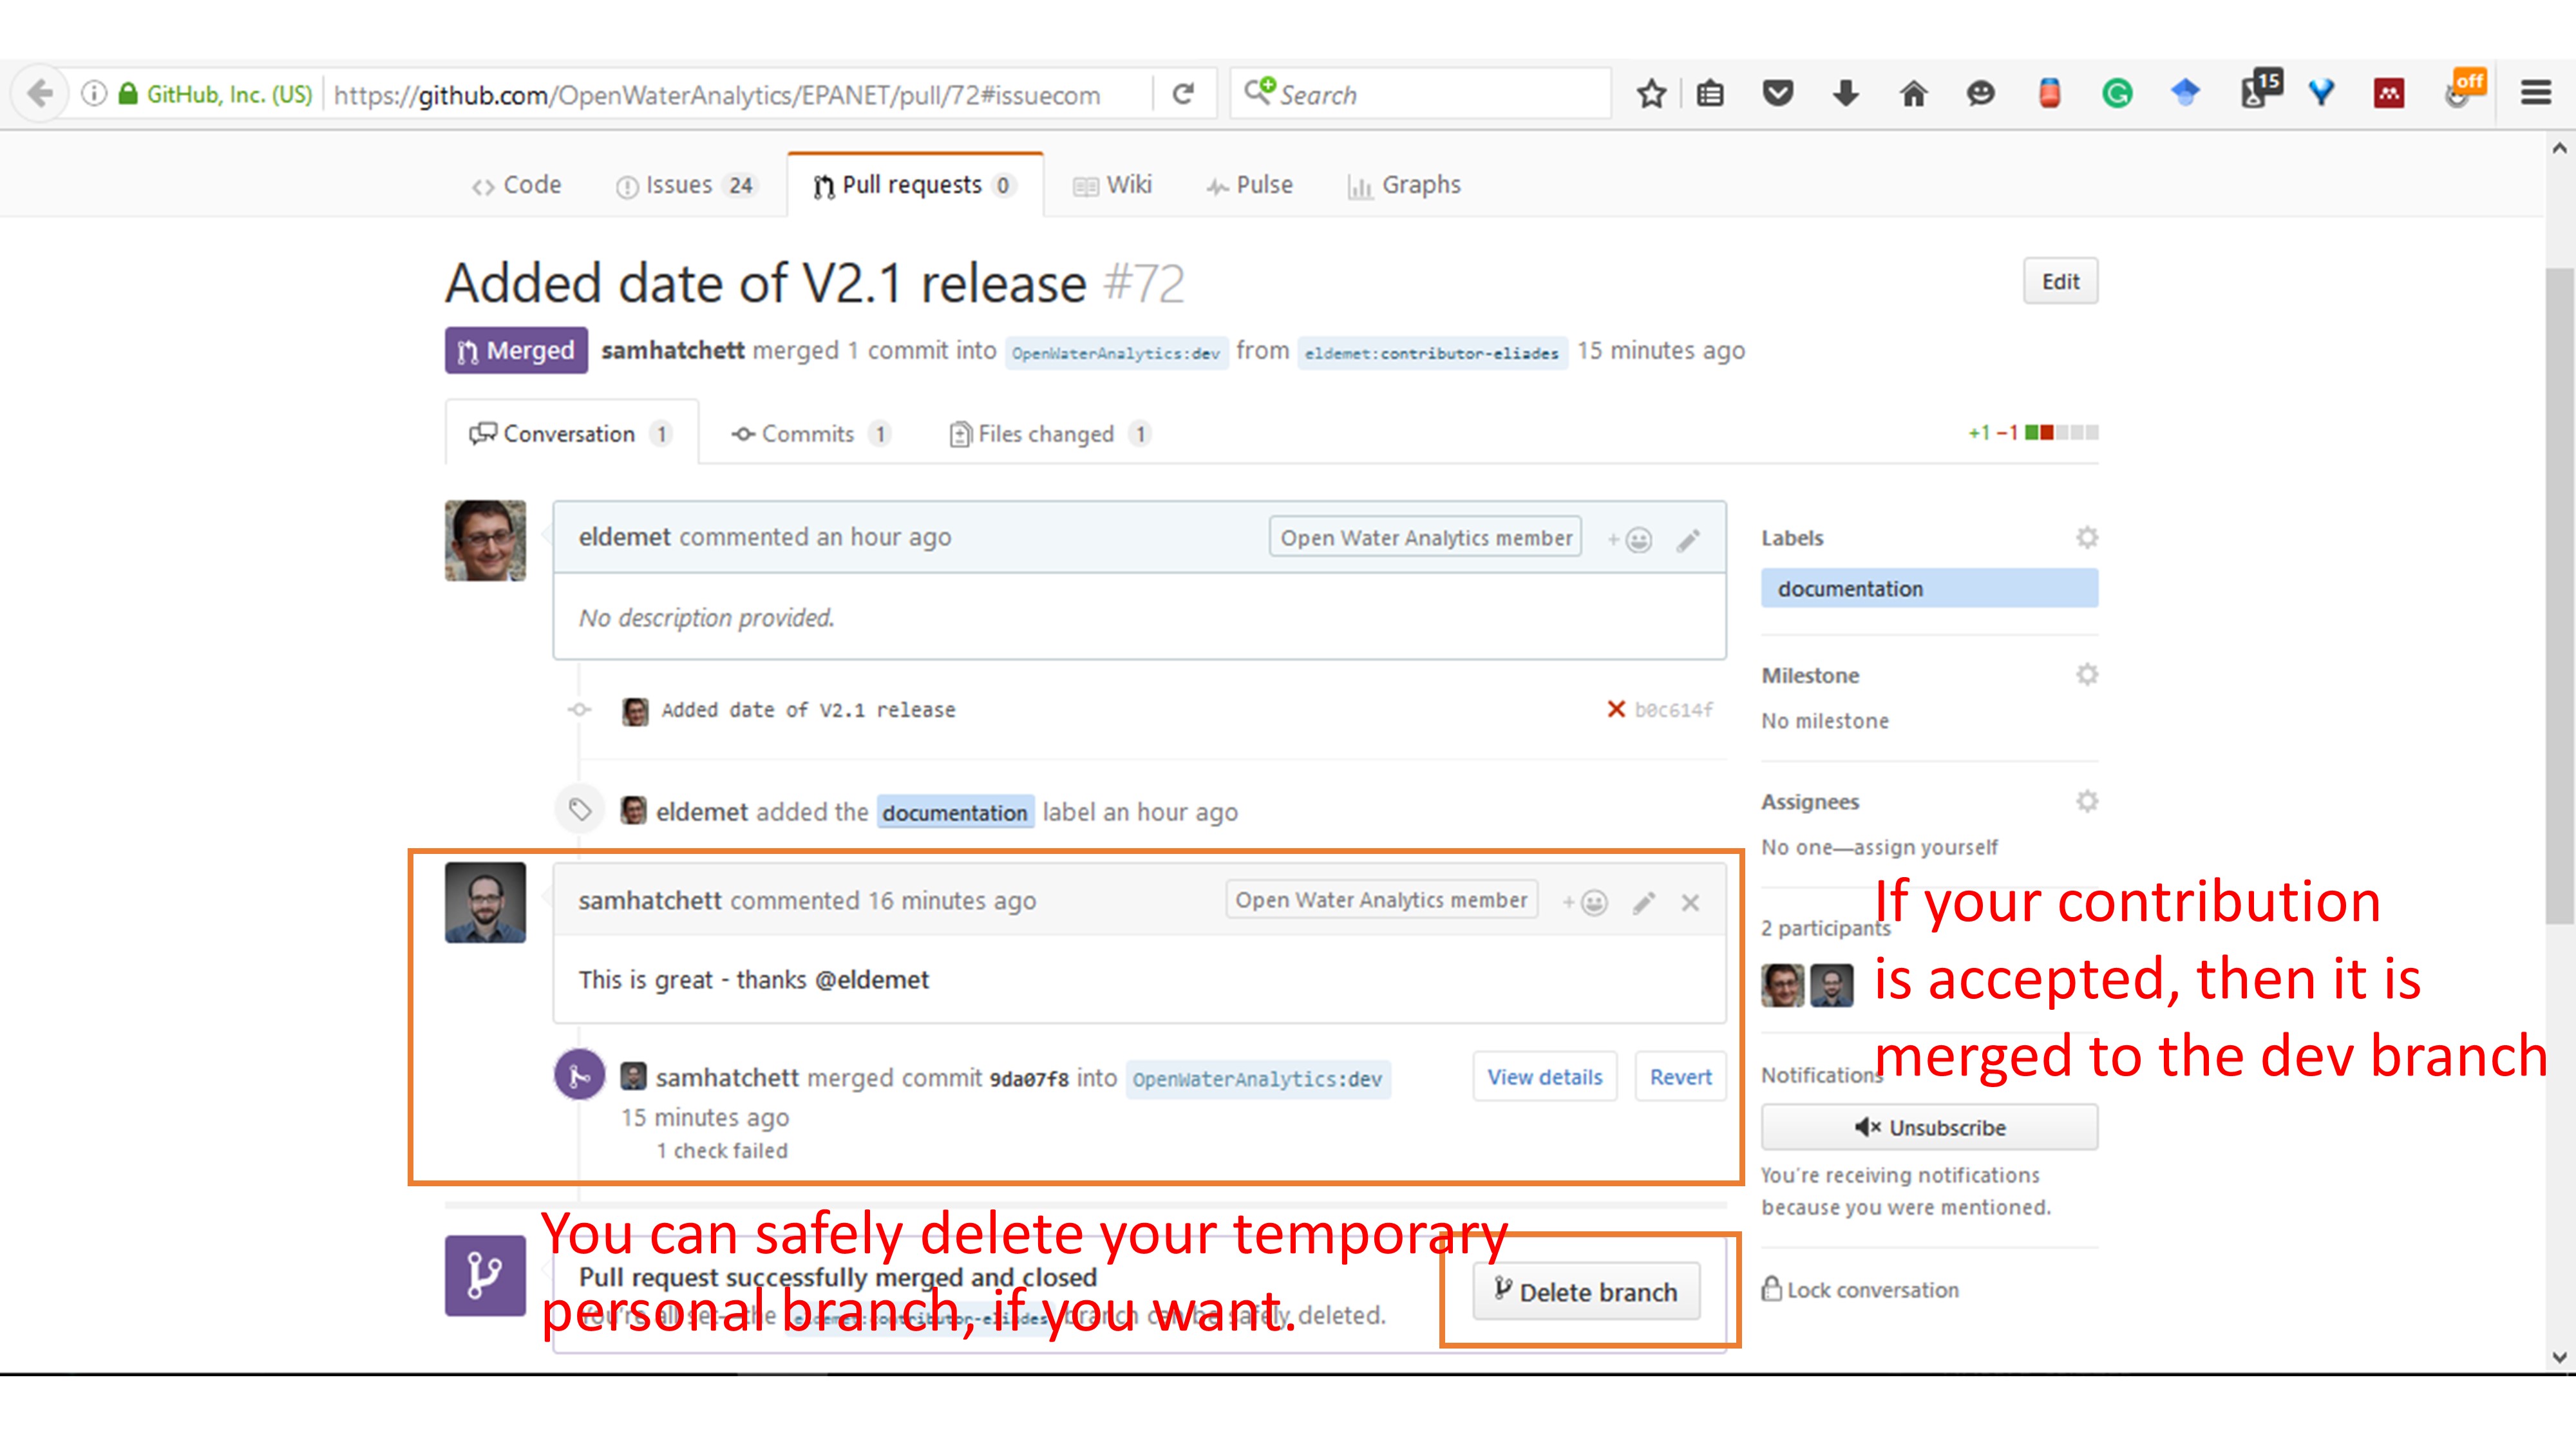 GitHub, Inc. (US) https://github.com/OpenWaterAnalytics/EPANET/pull/72#issuecom Search 15 off
Code Issues 24 Pull requests 0 Wiki Pulse Graphs
Added date of V2.1 release #72 Edit
Merged samhatchett merged 1 commit into OpenWaterAnalytics:dev from eldemet:contributor-eliades 15 minutes ago
Conversation 1 Commits 1 Files changed 1 +1 −1
eldemet commented an hour ago Open Water Analytics member
No description provided.
Added date of V2.1 release b0c614f
eldemet added the documentation label an hour ago
samhatchett commented 16 minutes ago Open Water Analytics member
This is great - thanks @eldemet
samhatchett merged commit 9da07f8 into OpenWaterAnalytics:dev View details Revert
15 minutes ago
1 check failed
You can safely delete your temporary
personal branch, if you want.
Pull request successfully merged and closed
You're all set—the eldemet:contributor-eliades branch can be safely deleted.
Delete branch
Labels
documentation
Milestone
No milestone
Assignees
No one—assign yourself
2 participants
If your contribution
is accepted, then it is
merged to the dev branch
Notifications
Unsubscribe
You're receiving notifications
because you were mentioned.
Lock conversation